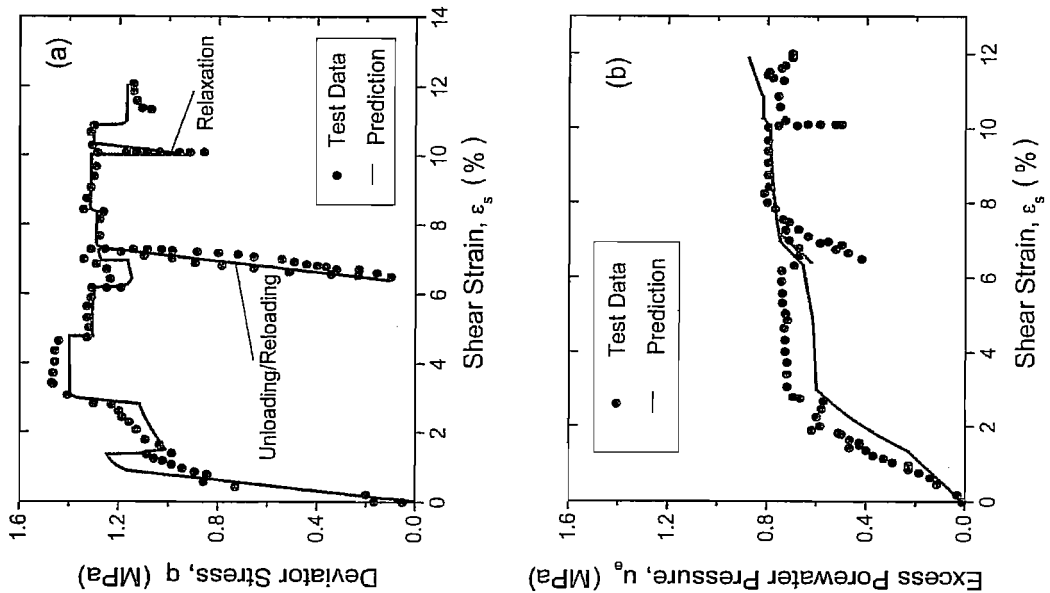 (a)
Deviator Stress, q (MPa)
1.6
1.2
0.8
0.4
0.0
Test Data
Prediction
Relaxation
Unloading/Reloading
0
2
4
6
8
10
12
14
Shear Strain, εs (%)
(b)
Excess Porewater Pressure, ue (MPa)
1.6
1.2
0.8
0.4
0.0
Test Data
Prediction
0
2
4
6
8
10
12
Shear Strain, εs (%)